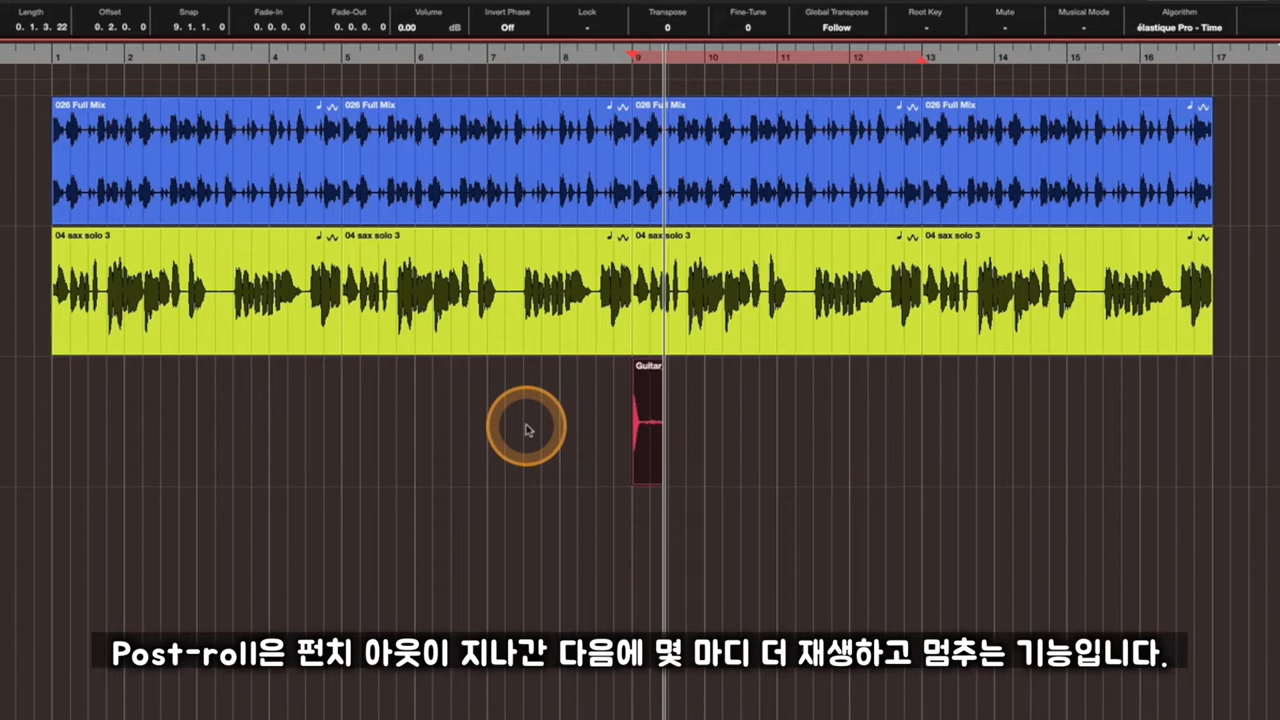 Length Offset Snap Fade-In Fade-Out Volume Invert Phase Lock Transpose Fine-Tune Global Transpose Root Key Mute Musical Mode Algorithm
0. 1. 3. 22 0. 2. 0. 0 9. 1. 1. 0 0. 0. 0. 0 0. 0. 0. 0 0.00 dB Off - 0 0 Follow - - - élastique Pro - Time
1 2 3 4 5 6 7 8 9 10 11 12 13 14 15 16 17
026 Full Mix 026 Full Mix 026 Full Mix 026 Full Mix
04 sax solo 3 04 sax solo 3 04 sax solo 3 04 sax solo 3
Guitar
Post-roll은 펀치 아웃이 지나간 다음에 몇 마디 더 재생하고 멈추는 기능입니다.